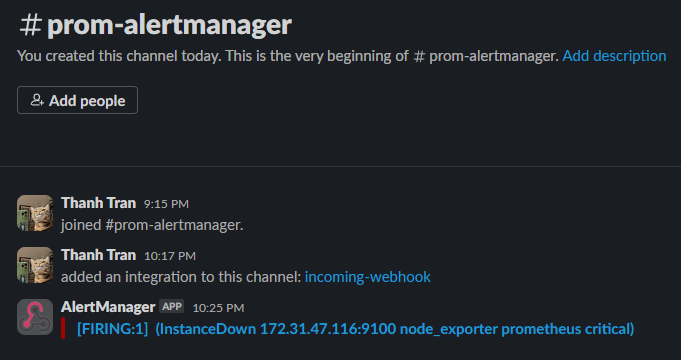 # prom-alertmanager
You created this channel today. This is the very beginning of # prom-alertmanager. Add description
Add people
Thanh Tran 9:15 PM
joined #prom-alertmanager.
Thanh Tran 10:17 PM
added an integration to this channel: incoming-webhook
AlertManager APP 10:25 PM
[FIRING:1] (InstanceDown 172.31.47.116:9100 node_exporter prometheus critical)